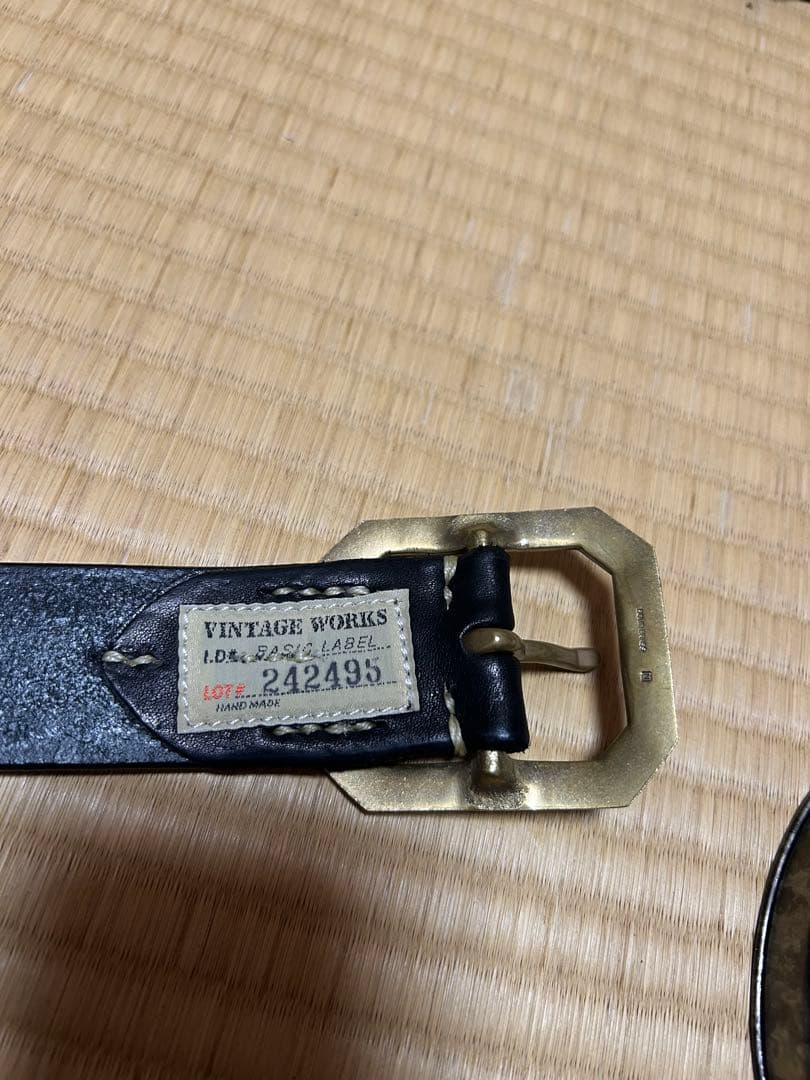 VINTAGE WORKS
I.D#. BASIC LABEL
LOT# 242495
HAND MADE